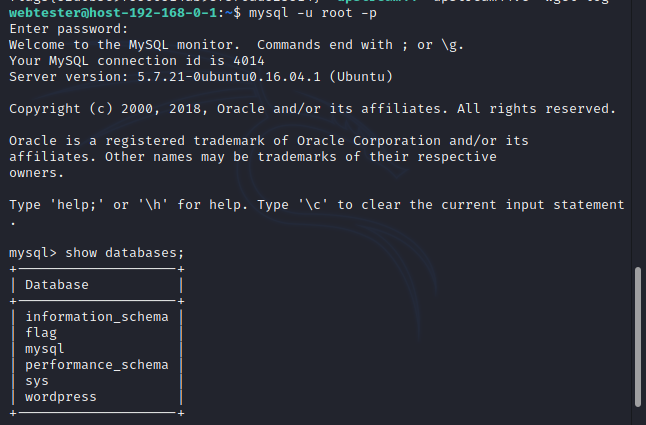 webtester@host-192-168-0-1:~$ mysql -u root -p
Enter password:
Welcome to the MySQL monitor.  Commands end with ; or \g.
Your MySQL connection id is 4014
Server version: 5.7.21-0ubuntu0.16.04.1 (Ubuntu)

Copyright (c) 2000, 2018, Oracle and/or its affiliates. All rights reserved.

Oracle is a registered trademark of Oracle Corporation and/or its
affiliates. Other names may be trademarks of their respective
owners.

Type 'help;' or '\h' for help. Type '\c' to clear the current input statement
.

mysql> show databases;
+--------------------+
| Database           |
+--------------------+
| information_schema |
| flag               |
| mysql              |
| performance_schema |
| sys                |
| wordpress          |
+--------------------+